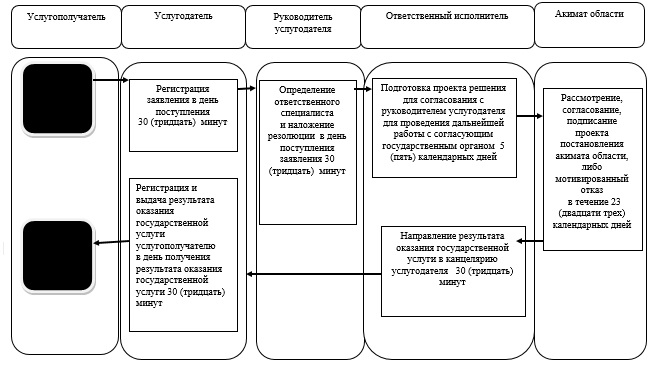 Услугополучатель
Услугодатель
Руководитель
услугодателя
Ответственный исполнитель
Акимат области
Регистрация
заявления в день
поступления
30 (тридцать) минут
Определение
ответственного
специалиста
и наложение
резолюции в день
поступления
заявления 30
(тридцать) минут
Подготовка проекта решения
для согласования с
руководителем услугодателя
для проведения дальнейшей
работы с согласующим
государственным органом 5
(пять) календарных дней
Рассмотрение,
согласование,
подписание
проекта
постановления
акимата области,
либо
мотивированный
отказ
в течение 23
(двадцати трех)
календарных дней
Направление результата
оказания государственной
услуги в канцелярию
услугодателя 30 (тридцать)
минут
Регистрация и
выдача результата
оказания
государственной
услуги
услугополучателю
в день получения
результата оказания
государственной
услуги 30 (тридцать)
минут